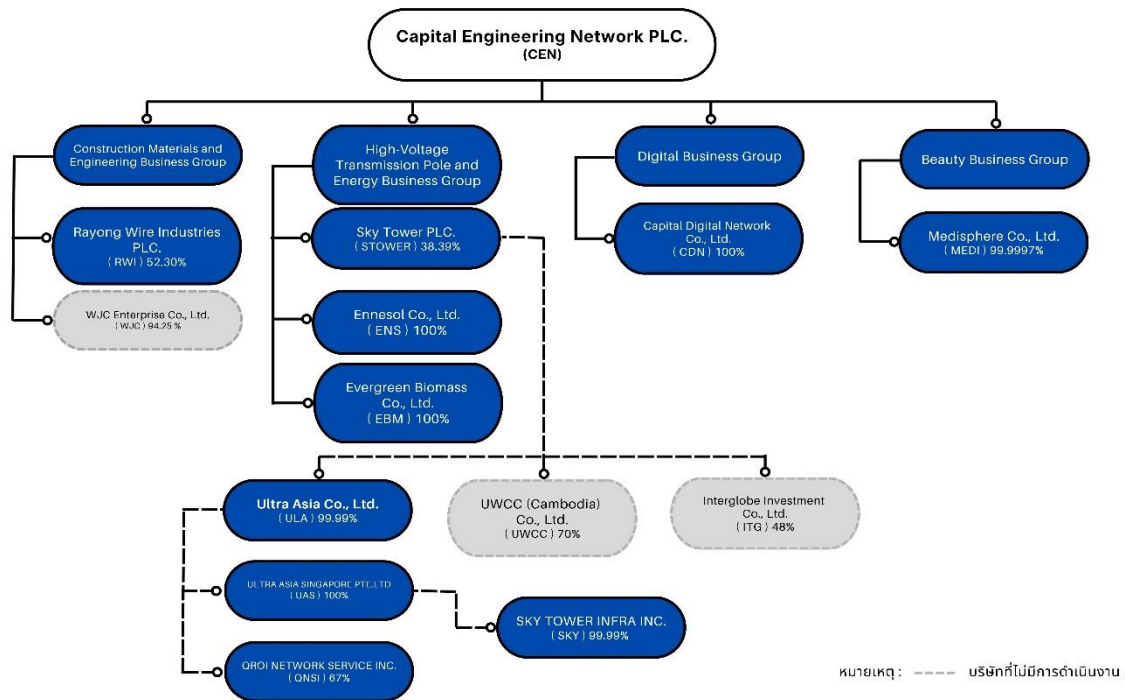 Capital Engineering Network PLC.
(CEN)
Construction Materials and
Engineering Business Group
High-Voltage
Transmission Pole and
Energy Business Group
Digital Business Group
Beauty Business Group
Rayong Wire Industries
PLC.
( RWI ) 52.30%
Sky Tower PLC.
( STOWER ) 38.39%
Capital Digital Network
Co., Ltd.
( CDN ) 100%
Medisphere Co., Ltd.
( MEDI ) 99.9997%
WJC Enterprise Co., Ltd.
( WJC ) 94.25 %
Ennesol Co., Ltd.
( ENS ) 100%
Evergreen Biomass
Co., Ltd.
( EBM ) 100%
Ultra Asia Co., Ltd.
( ULA ) 99.99%
UWCC (Cambodia)
Co., Ltd.
( UWCC ) 70%
Interglobe Investment
Co., Ltd.
( ITG ) 48%
ULTRA ASIA SINGAPORE PTE.LTD
( UAS ) 100%
SKY TOWER INFRA INC.
( SKY ) 99.99%
QROI NETWORK SERVICE INC.
( QNSI ) 67%
หมายเหตุ : บริษัทที่ไม่มีการดำเนินงาน